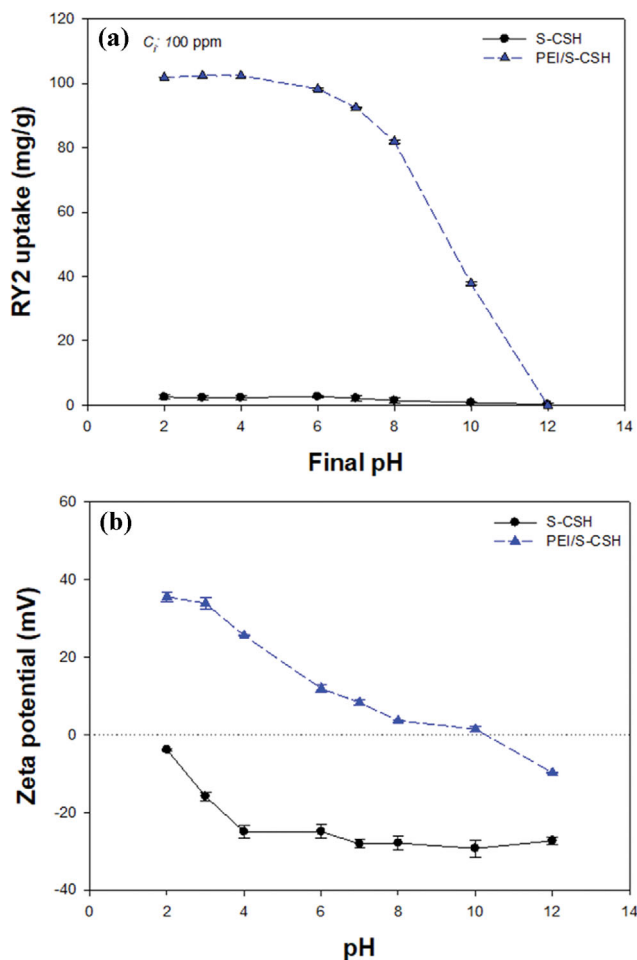 (a)
C_i: 100 ppm
S-CSH
PEI/S-CSH
RY2 uptake (mg/g)
120
100
80
60
40
20
0
0 2 4 6 8 10 12 14
Final pH
(b)
S-CSH
PEI/S-CSH
Zeta potential (mV)
60
40
20
0
-20
-40
0 2 4 6 8 10 12 14
pH